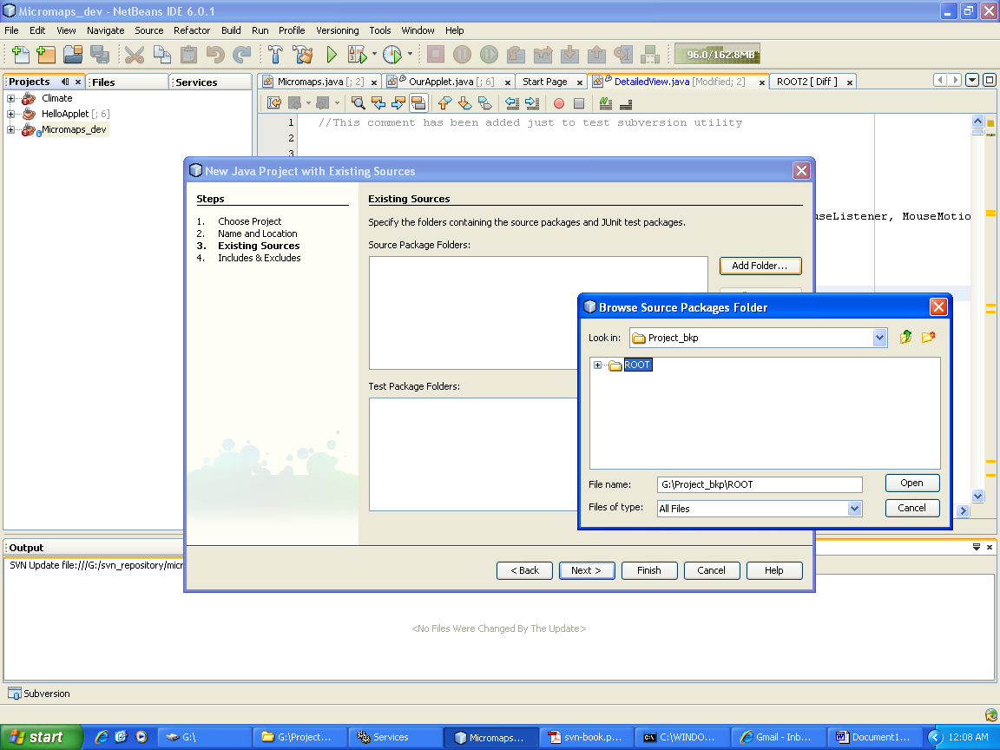 Micromaps_dev - NetBeans IDE 6.0.1
File Edit View Navigate Source Refactor Build Run Profile Versioning Tools Window Help
96.0/162.8MB
Projects Files Services
Micromaps.java [; 2] OurApplet.java [; 6] Start Page DetailedView.java [Modified; 2] ROOT2 [ Diff ]
Climate
HelloApplet [; 6]
Micromaps_dev
1 //This comment has been added just to test subversion utility
2
3
useListener, MouseMotio
New Java Project with Existing Sources
Steps
1. Choose Project
2. Name and Location
3. Existing Sources
4. Includes & Excludes
Existing Sources
Specify the folders containing the source packages and JUnit test packages.
Source Package Folders:
Add Folder...
Test Package Folders:
< Back Next > Finish Cancel Help
Browse Source Packages Folder
Look in: Project_bkp
ROOT
File name: G:\Project_bkp\ROOT Open
Files of type: All Files Cancel
Output
SVN Update file:///G:/svn_repository/micr
<No Files Were Changed By The Update>
Subversion
start G:\ G:\Project... Services Micromaps... svn-book.p... C:\WINDO... Gmail - Inb... Document1... 12:08 AM